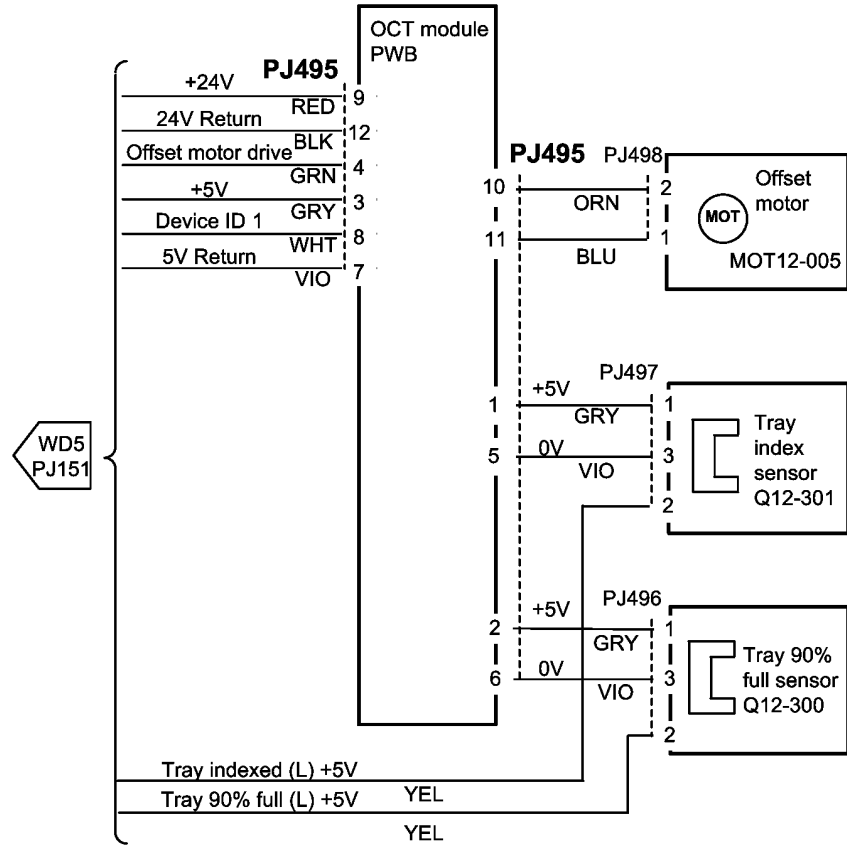 OCT module
PWB
PJ495
+24V
RED
9
24V Return
BLK
12
Offset motor drive
GRN
4
+5V
GRY
3
Device ID 1
WHT
8
5V Return
VIO
7
PJ495
PJ498
10
ORN
2
11
BLU
1
Offset
motor
MOT
MOT12-005
PJ497
1
+5V
GRY
1
5
0V
VIO
3
2
Tray
index
sensor
Q12-301
WD5
PJ151
PJ496
2
+5V
GRY
1
6
0V
VIO
3
2
Tray 90%
full sensor
Q12-300
Tray indexed (L) +5V
YEL
Tray 90% full (L) +5V
YEL